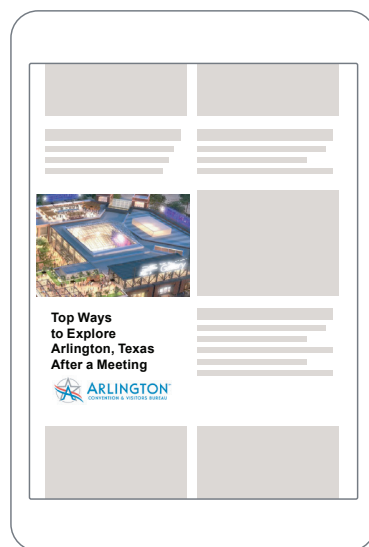 Top Ways
to Explore
Arlington, Texas
After a Meeting
ARLINGTON
CONVENTION & VISITORS BUREAU